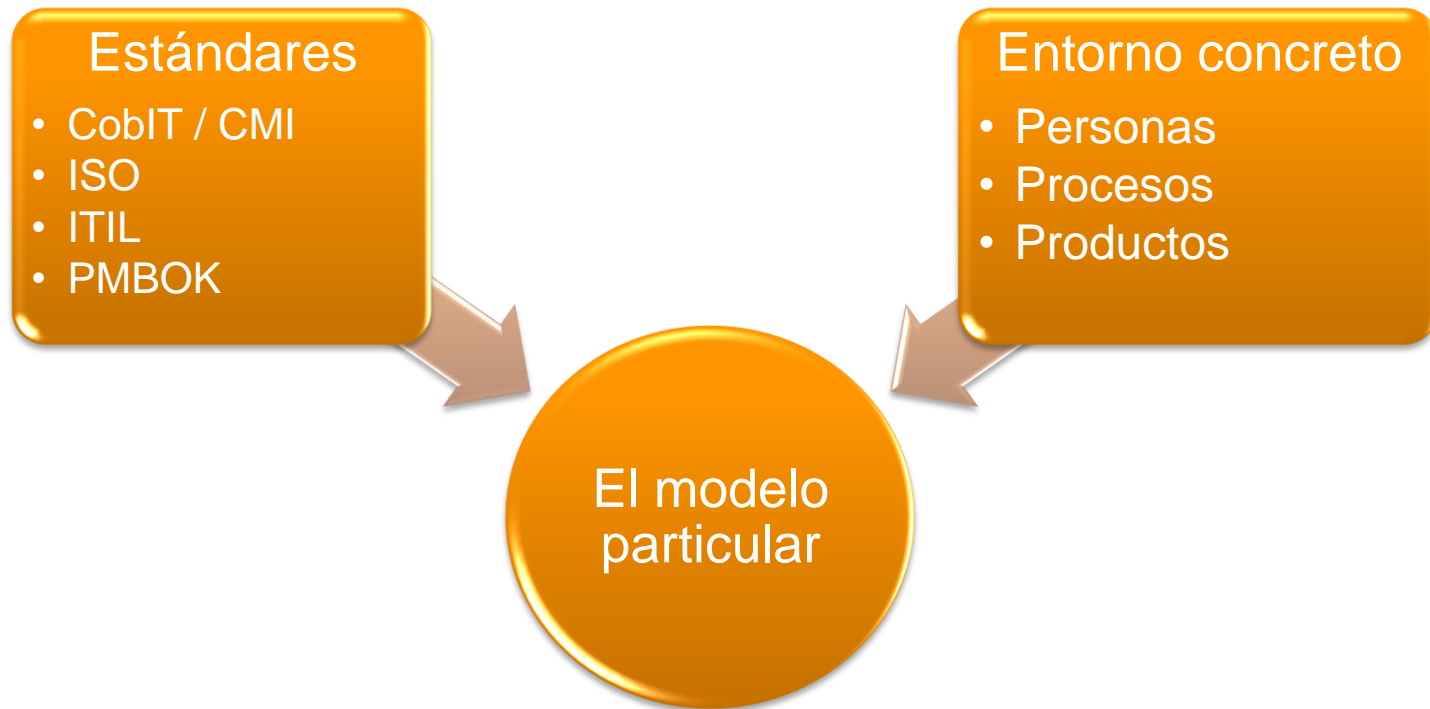 Estándares
• CobIT / CMI
• ISO
• ITIL
• PMBOK
Entorno concreto
• Personas
• Procesos
• Productos
El modelo
particular